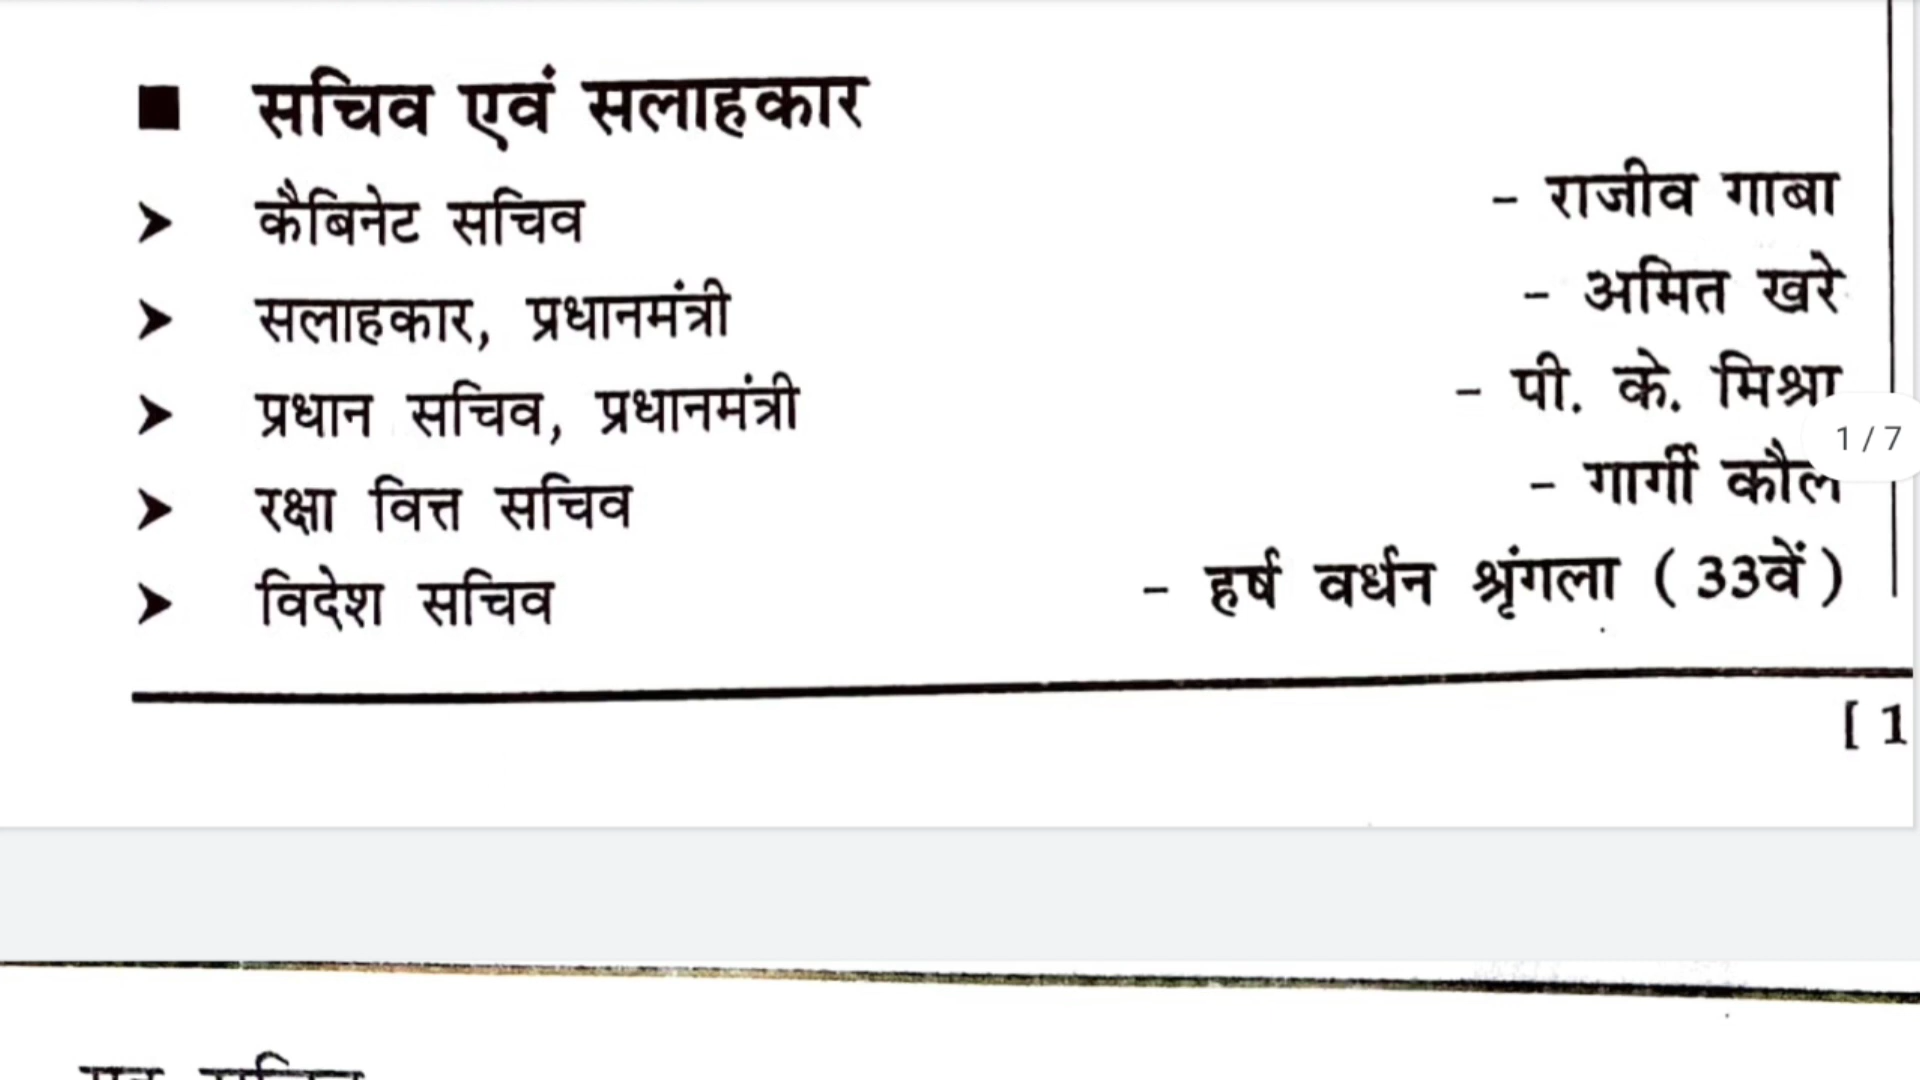 ■ सचिव एवं सलाहकार
➤ कैबिनेट सचिव - राजीव गाबा
➤ सलाहकार, प्रधानमंत्री - अमित खरे
➤ प्रधान सचिव, प्रधानमंत्री - पी. के. मिश्रा
1 / 7
➤ रक्षा वित्त सचिव - गार्गी कौल
➤ विदेश सचिव - हर्ष वर्धन श्रृंगला (33वें)
[ 1